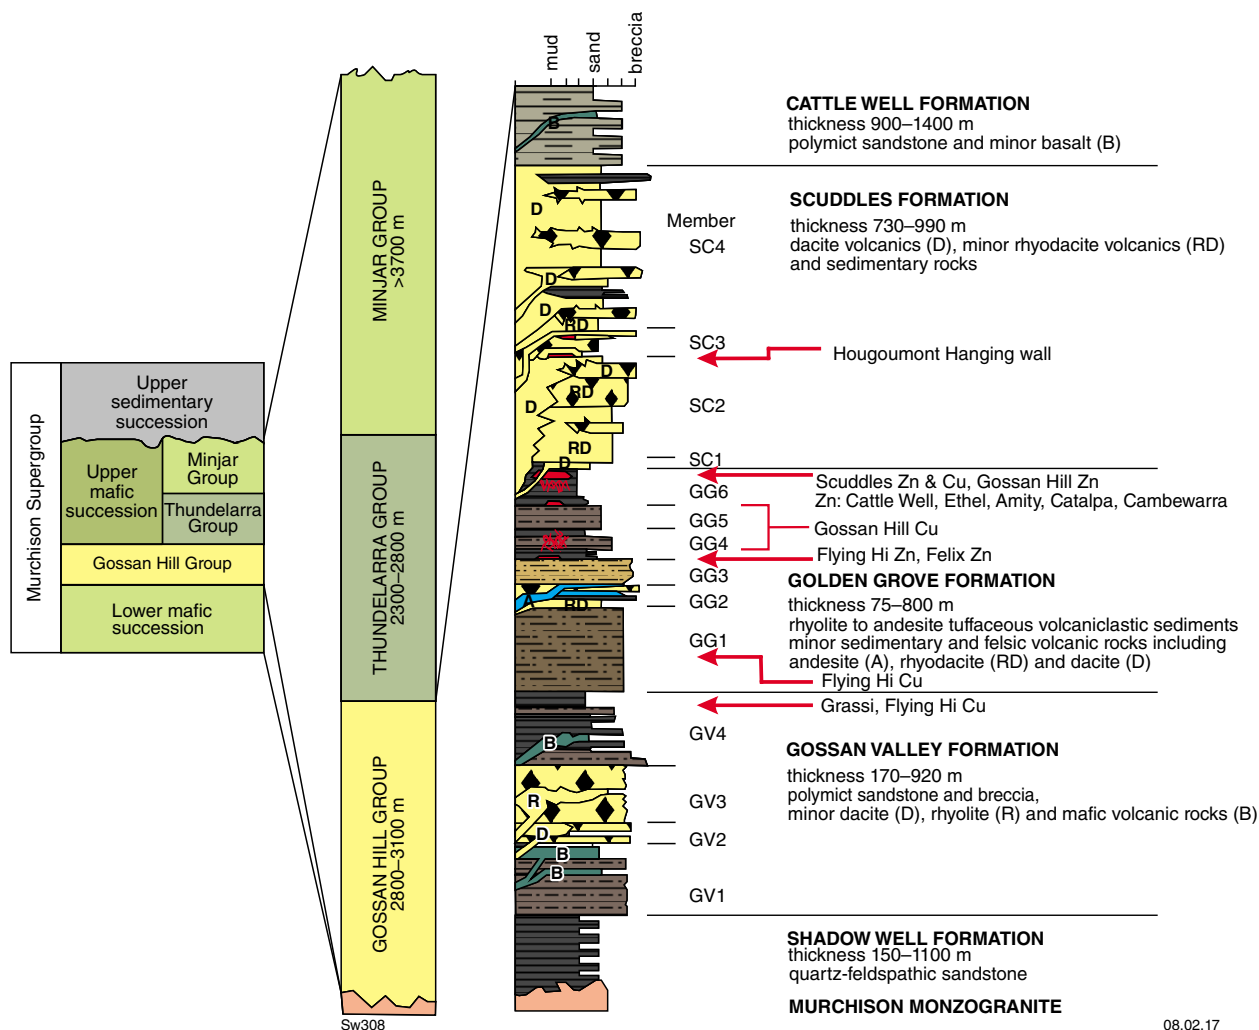 mud
sand
breccia
CATTLE WELL FORMATION
thickness 900–1400 m
polymict sandstone and minor basalt (B)
B
SCUDDLES FORMATION
thickness 730–990 m
dacite volcanics (D), minor rhyodacite volcanics (RD)
and sedimentary rocks
Member
SC4
SC3
SC2
SC1
D
D
D
RD
D
RD
D
RD
D
Hougoumont Hanging wall
Scuddles Zn & Cu, Gossan Hill Zn
Zn: Cattle Well, Ethel, Amity, Catalpa, Cambewarra
Gossan Hill Cu
Flying Hi Zn, Felix Zn
GG6
GG5
GG4
GG3
GG2
GG1
A
RD
GOLDEN GROVE FORMATION
thickness 75–800 m
rhyolite to andesite tuffaceous volcaniclastic sediments
minor sedimentary and felsic volcanic rocks including
andesite (A), rhyodacite (RD) and dacite (D)
Flying Hi Cu
Grassi, Flying Hi Cu
GV4
GV3
GV2
GV1
B
R
D
B
B
GOSSAN VALLEY FORMATION
thickness 170–920 m
polymict sandstone and breccia,
minor dacite (D), rhyolite (R) and mafic volcanic rocks (B)
SHADOW WELL FORMATION
thickness 150–1100 m
quartz-feldspathic sandstone
MURCHISON MONZOGRANITE
MINJAR GROUP
>3700 m
THUNDELARRA GROUP
2300–2800 m
GOSSAN HILL GROUP
2800–3100 m
Murchison Supergroup
Upper
sedimentary
succession
Upper
mafic
succession
Minjar
Group
Thundelarra
Group
Gossan Hill Group
Lower mafic
succession
Sw308
08.02.17